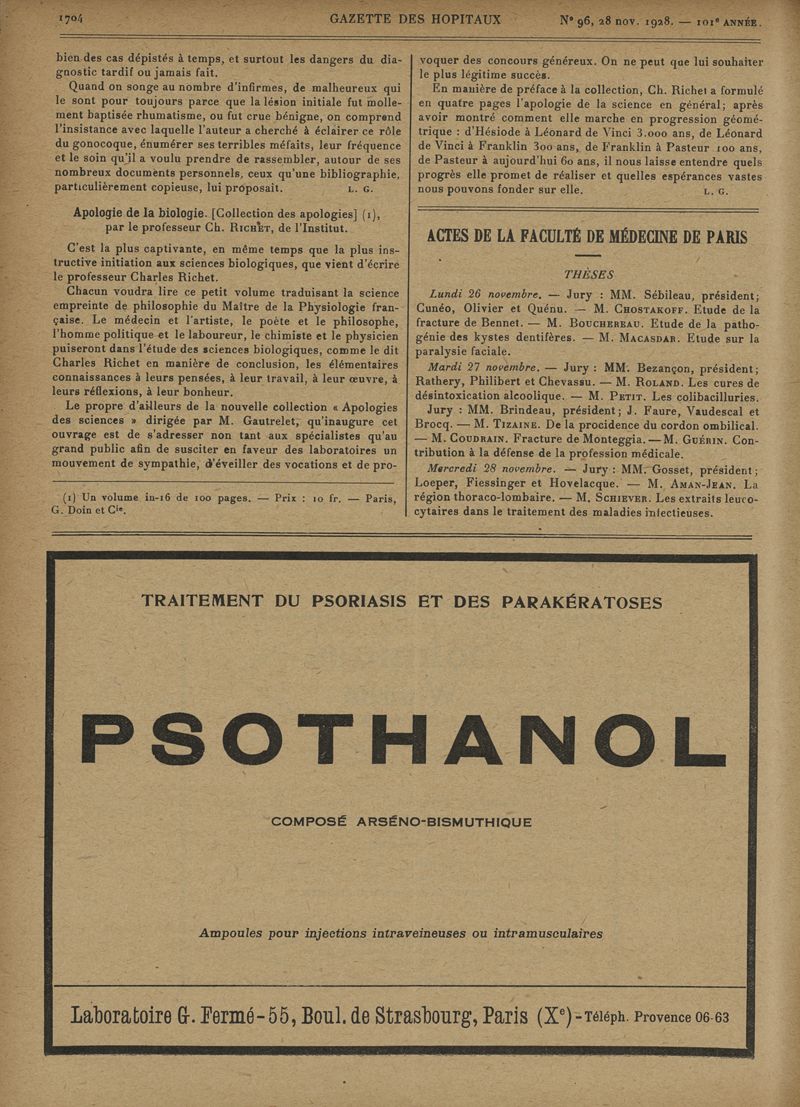 1704
GAZETTE DES HOPITAUX
N° 96, 28 nov. 1928. — 101e ANNÉE.
bien des cas dépistés à temps, et surtout les dangers du dia-
gnostic tardif ou jamais fait.
Quand on songe au nombre d'infirmes, de malheureux qui
le sont pour toujours parce que la lésion initiale fut molle-
ment baptisée rhumatisme, ou fut crue bénigne, on comprend
l'insistance avec laquelle l'auteur a cherché à éclairer ce rôle
du gonocoque, énumérer ses terribles méfaits, leur fréquence
et le soin qu'il a voulu prendre de rassembler, autour de ses
nombreux documents personnels, ceux qu'une bibliographie,
particulièrement copieuse, lui proposait. L. G.
Apologie de la biologie. [Collection des apologies] (1),
par le professeur Ch. RICHET, de l'Institut.
C'est la plus captivante, en même temps que la plus ins-
tructive initiation aux sciences biologiques, que vient d'écrire
le professeur Charles Richet.
Chacun voudra lire ce petit volume traduisant la science
empreinte de philosophie du Maître de la Physiologie fran-
çaise. Le médecin et l'artiste, le poète et le philosophe,
l'homme politique et le laboureur, le chimiste et le physicien
puiseront dans l'étude des sciences biologiques, comme le dit
Charles Richet en manière de conclusion, les élémentaires
connaissances à leurs pensées, à leur travail, à leur œuvre, à
leurs réflexions, à leur bonheur.
Le propre d'ailleurs de la nouvelle collection « Apologies
des sciences » dirigée par M. Gautrelet, qu'inaugure cet
ouvrage est de s'adresser non tant aux spécialistes qu'au
grand public afin de susciter en faveur des laboratoires un
mouvement de sympathie, d'éveiller des vocations et de pro-
(1) Un volume in-16 de 100 pages. — Prix : 10 fr. — Paris,
G. Doin et Cie.
voquer des concours généreux. On ne peut que lui souhaiter
le plus légitime succès.
En manière de préface à la collection, Ch. Richet a formulé
en quatre pages l'apologie de la science en général; après
avoir montré comment elle marche en progression géomé-
trique : d'Hésiode à Léonard de Vinci 3.000 ans, de Léonard
de Vinci à Franklin 300 ans, de Franklin à Pasteur 100 ans,
de Pasteur à aujourd'hui 60 ans, il nous laisse entendre quels
progrès elle promet de réaliser et quelles espérances vastes
nous pouvons fonder sur elle. L. G.
ACTES DE LA FACULTÉ DE MÉDECINE DE PARIS
THÈSES
Lundi 26 novembre. — Jury : MM. Sébileau, président;
Cunéo, Olivier et Quénu. — M. CHOSTAKOFF. Etude de la
fracture de Bennet. — M. BOUCHEREAU. Etude de la patho-
génie des kystes dentifères. — M. MACASDAR. Etude sur la
paralysie faciale.
Mardi 27 novembre. — Jury : MM. Bezançon, président;
Rathery, Philibert et Chevassu. — M. ROLAND. Les cures de
désintoxication alcoolique. — M. PETIT. Les colibacilluries.
Jury : MM. Brindeau, président; J. Faure, Vaudescal et
Brocq. — M. TIZAINE. De la procidence du cordon ombilical.
— M. COUDRAIN. Fracture de Monteggia. — M. GUÉRIN. Con-
tribution à la défense de la profession médicale.
Mercredi 28 novembre. — Jury : MM. Gosset, président;
Loeper, Fiessinger et Hovelacque. — M. AMAN-JEAN. La
région thoraco-lombaire. — M. SCHIEVER. Les extraits leuco-
cytaires dans le traitement des maladies infectieuses.
TRAITEMENT DU PSORIASIS ET DES PARAKÉRATOSES
PSOTHANOL
COMPOSÉ ARSÉNO-BISMUTHIQUE
Ampoules pour injections intraveineuses ou intramusculaires
Laboratoire G. Fermé - 55, Boul. de Strasbourg, Paris (Xe) - Téléph. Provence 06-63